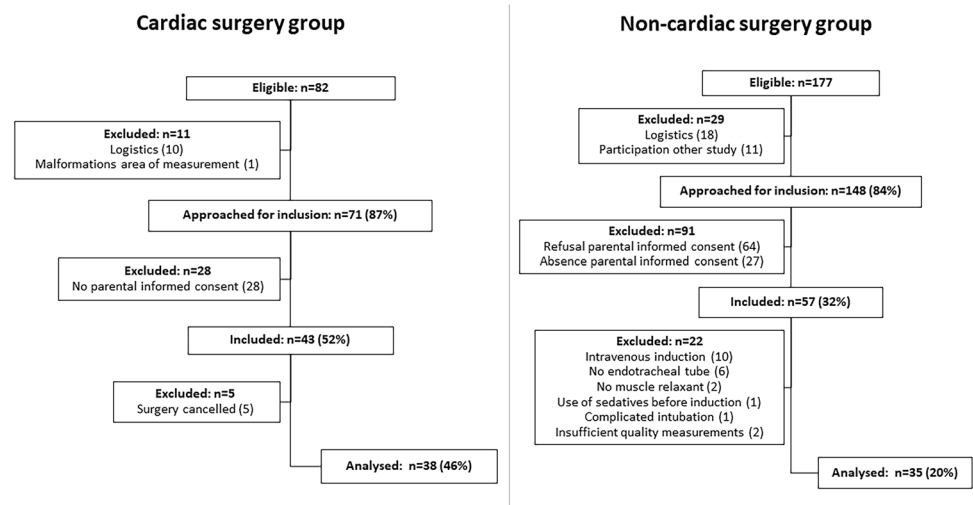 Cardiac surgery group
Eligible: n=82
Excluded: n=11
Logistics (10)
Malformations area of measurement (1)
Approached for inclusion: n=71 (87%)
Excluded: n=28
No parental informed consent (28)
Included: n=43 (52%)
Excluded: n=5
Surgery cancelled (5)
Analysed: n=38 (46%)
Non-cardiac surgery group
Eligible: n=177
Excluded: n=29
Logistics (18)
Participation other study (11)
Approached for inclusion: n=148 (84%)
Excluded: n=91
Refusal parental informed consent (64)
Absence parental informed consent (27)
Included: n=57 (32%)
Excluded: n=22
Intravenous induction (10)
No endotracheal tube (6)
No muscle relaxant (2)
Use of sedatives before induction (1)
Complicated intubation (1)
Insufficient quality measurements (2)
Analysed: n=35 (20%)